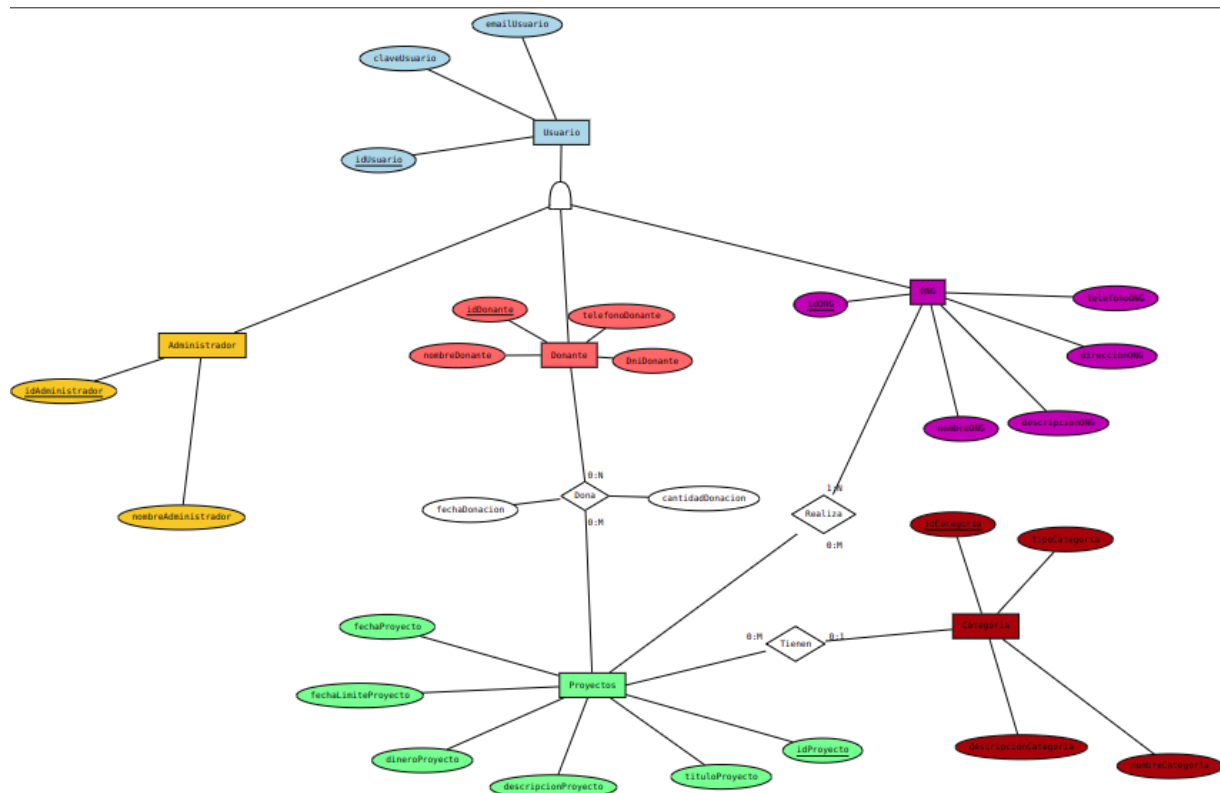 emailUsuario
claveUsuario
Usuario
idUsuario
ONG
idONG
telefonoONG
idDonante
telefonoDonante
Administrador
nombreDonante
Donante
DniDonante
direccionONG
idAdministrador
nombreONG
descripcionONG
0:N
1:N
fechaDonacion
Dona
cantidadDonacion
nombreAdministrador
0:M
Realiza
idCategoria
tipoCategoria
0:M
fechaProyecto
Categoria
0:M
Tienen
0:1
Proyectos
fechaLimiteProyecto
dineroProyecto
idProyecto
descripcionCategoria
descripcionProyecto
tituloProyecto
nombreCategoria